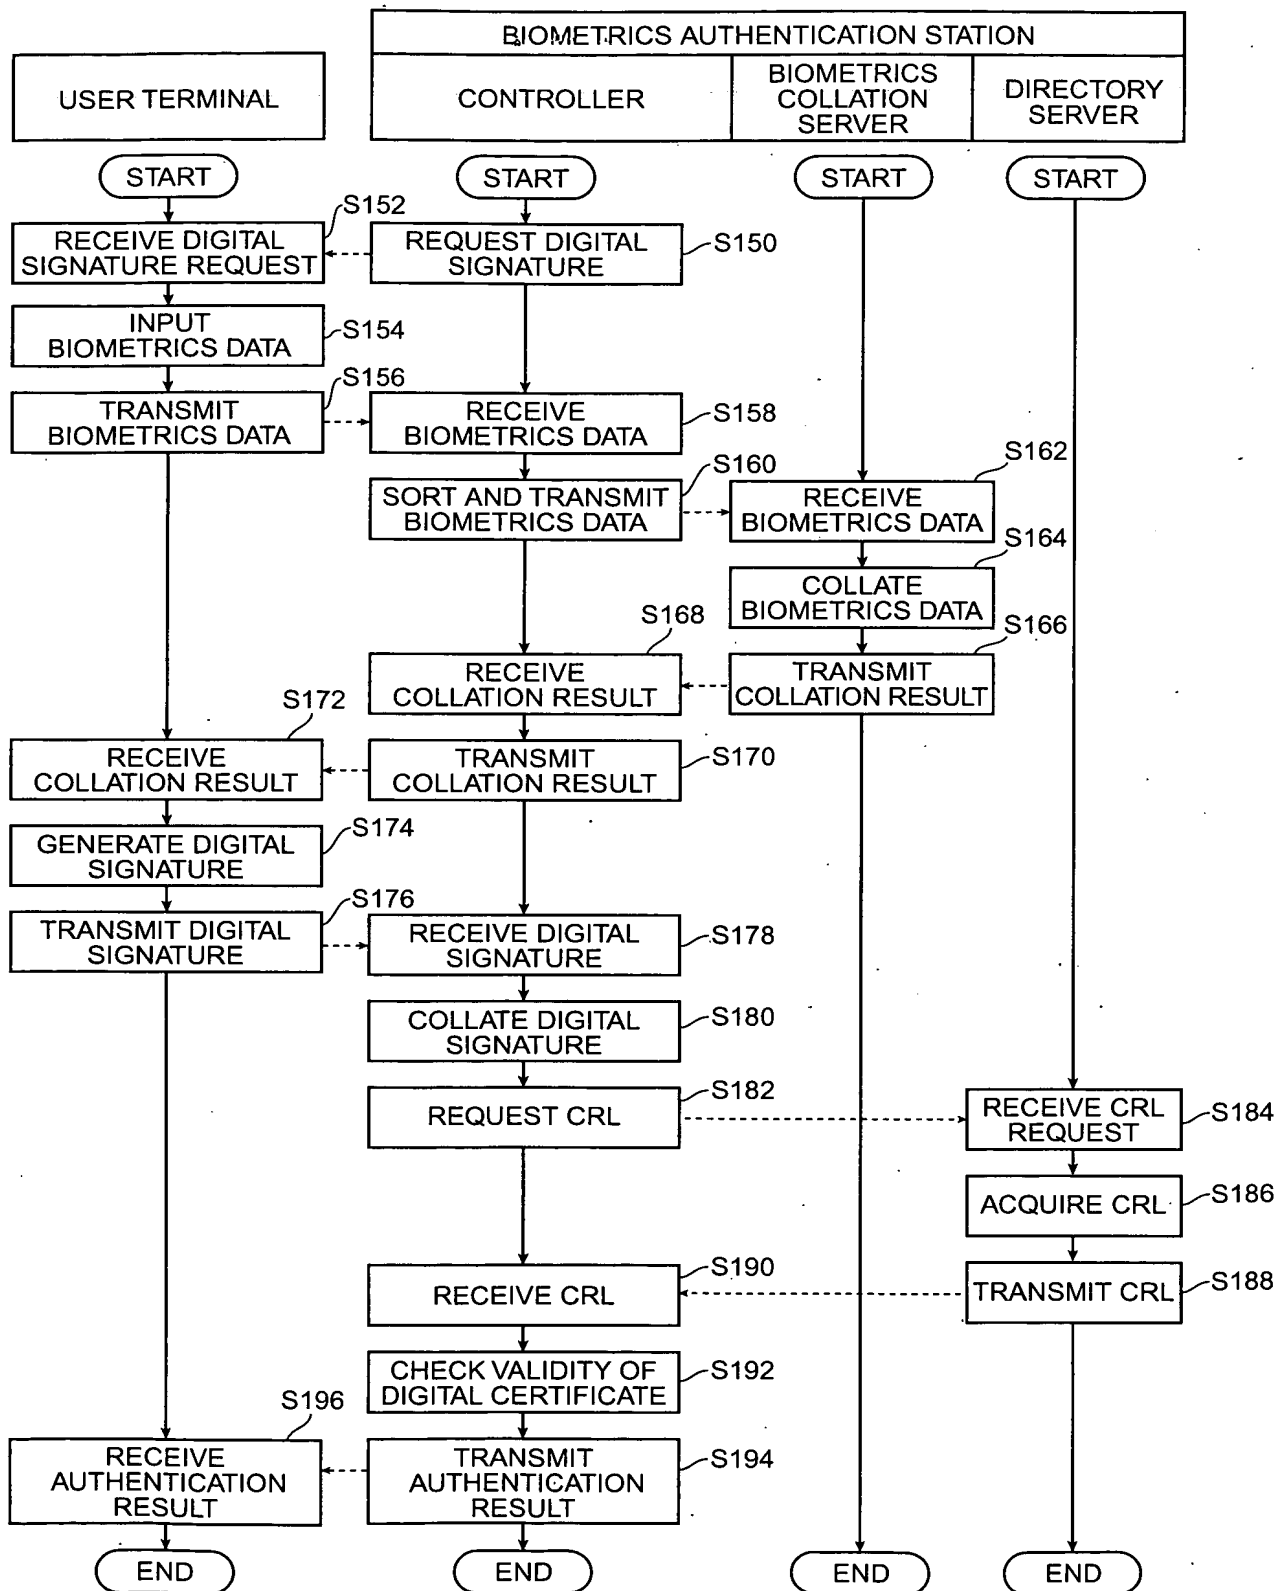 BIOMETRICS AUTHENTICATION STATION
USER TERMINAL
CONTROLLER
BIOMETRICS
COLLATION
SERVER
DIRECTORY
SERVER
START
START
START
START
S152
RECEIVE DIGITAL
SIGNATURE REQUEST
REQUEST DIGITAL
SIGNATURE
S150
INPUT
BIOMETRICS DATA
S154
S156
TRANSMIT
BIOMETRICS DATA
RECEIVE
BIOMETRICS DATA
S158
S160
SORT AND TRANSMIT
BIOMETRICS DATA
S162
RECEIVE
BIOMETRICS DATA
S164
COLLATE
BIOMETRICS DATA
S166
TRANSMIT
COLLATION RESULT
S168
RECEIVE
COLLATION RESULT
S172
RECEIVE
COLLATION RESULT
TRANSMIT
COLLATION RESULT
S170
GENERATE DIGITAL
SIGNATURE
S174
S176
TRANSMIT DIGITAL
SIGNATURE
RECEIVE DIGITAL
SIGNATURE
S178
COLLATE DIGITAL
SIGNATURE
S180
REQUEST CRL
S182
RECEIVE CRL
REQUEST
S184
ACQUIRE CRL
S186
RECEIVE CRL
S190
TRANSMIT CRL
S188
CHECK VALIDITY OF
DIGITAL CERTIFICATE
S192
S196
RECEIVE
AUTHENTICATION
RESULT
TRANSMIT
AUTHENTICATION
RESULT
S194
END
END
END
END